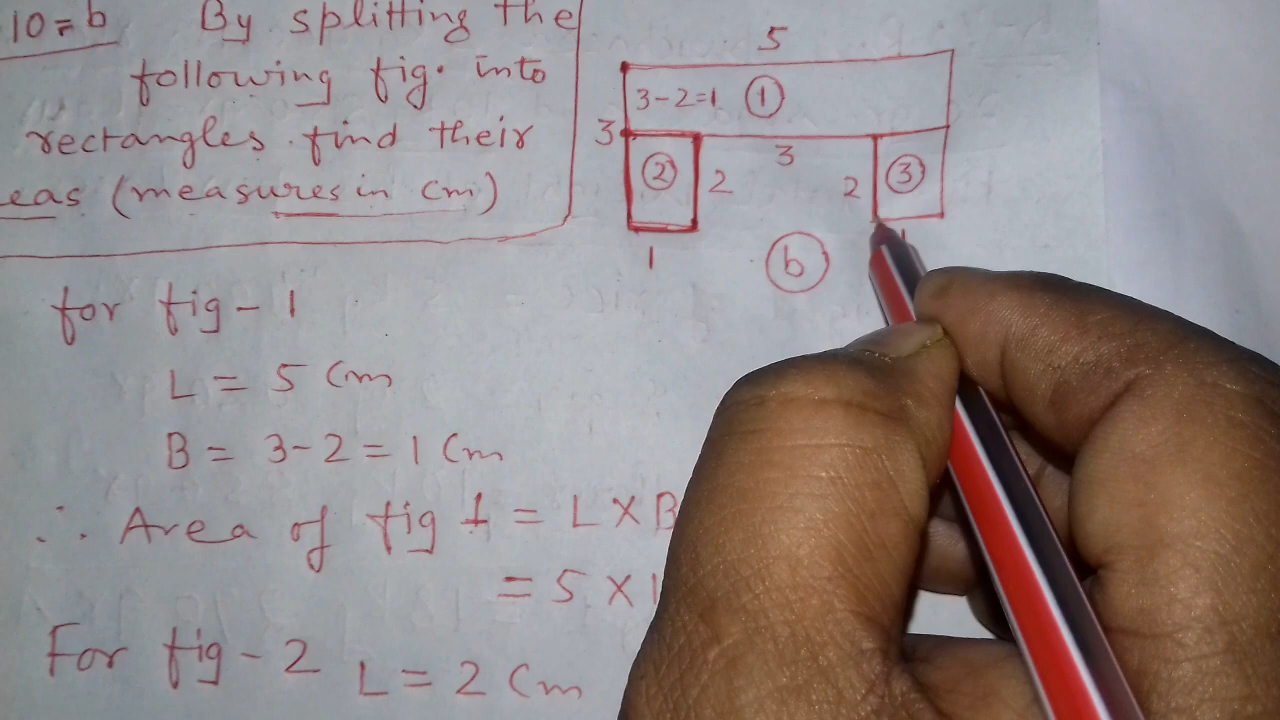 10=b By splitting the
following fig. into
rectangles find their
eas (measures in cm)
5
3-2=1 ①
3
② 2 3 2 ③
1 1
ⓑ
for fig-1
L = 5 Cm
B = 3-2=1 Cm
∴ Area of fig 1 = L×B
= 5×1
For fig-2 L=2 Cm